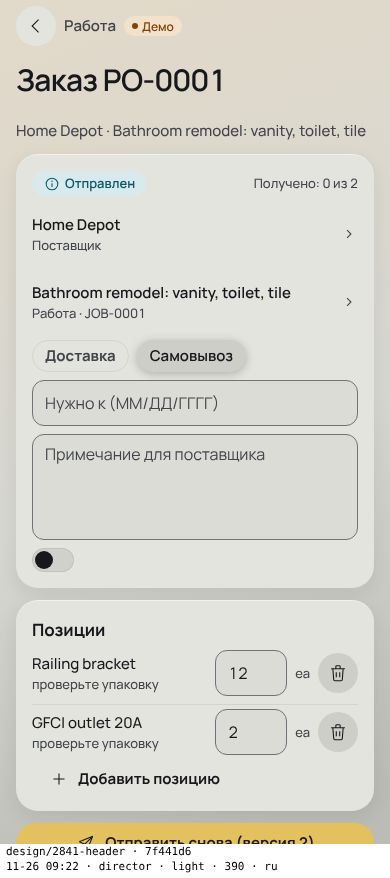 Работа
Демо
Заказ PO-0001
Home Depot · Bathroom remodel: vanity, toilet, tile
Отправлен
Получено: 0 из 2
Home Depot
Поставщик
Bathroom remodel: vanity, toilet, tile
Работа · JOB-0001
Доставка
Самовывоз
Нужно к (ММ/ДД/ГГГГ)
Примечание для поставщика
Позиции
Railing bracket
проверьте упаковку
12
ea
GFCI outlet 20A
проверьте упаковку
2
ea
Добавить позицию
Отправить снова (версия 2)
design/2841-header · 7f441d6
11-26 09:22 · director · light · 390 · ru